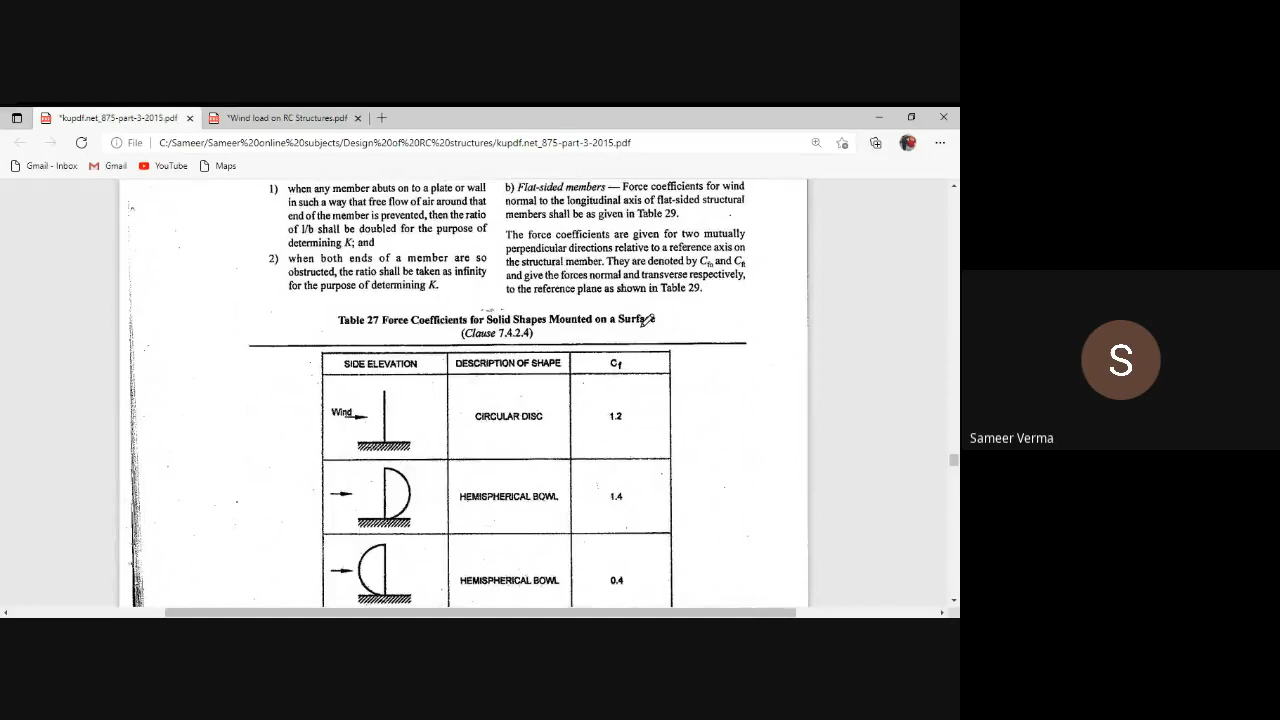 *kupdf.net_875-part-3-2015.pdf
*Wind load on RC Structures.pdf
File
C:/Sameer/Sameer%20online%20subjects/Design%20of%20RC%20structures/kupdf.net_875-part-3-2015.pdf
Gmail - Inbox
Gmail
YouTube
Maps
1) when any member abuts on to a plate or wall
in such a way that free flow of air around that
end of the member is prevented, then the ratio
of l/b shall be doubled for the purpose of
determining K; and
2) when both ends of a member are so
obstructed, the ratio shall be taken as infinity
for the purpose of determining K.
b) Flat-sided members — Force coefficients for wind
normal to the longitudinal axis of flat-sided structural
members shall be as given in Table 29.
The force coefficients are given for two mutually
perpendicular directions relative to a reference axis on
the structural member. They are denoted by Cfn and Cft
and give the forces normal and transverse respectively,
to the reference plane as shown in Table 29.
Table 27 Force Coefficients for Solid Shapes Mounted on a Surface
(Clause 7.4.2.4)
SIDE ELEVATION DESCRIPTION OF SHAPE Cf
Wind CIRCULAR DISC 1.2
HEMISPHERICAL BOWL 1.4
HEMISPHERICAL BOWL 0.4
S
Sameer Verma